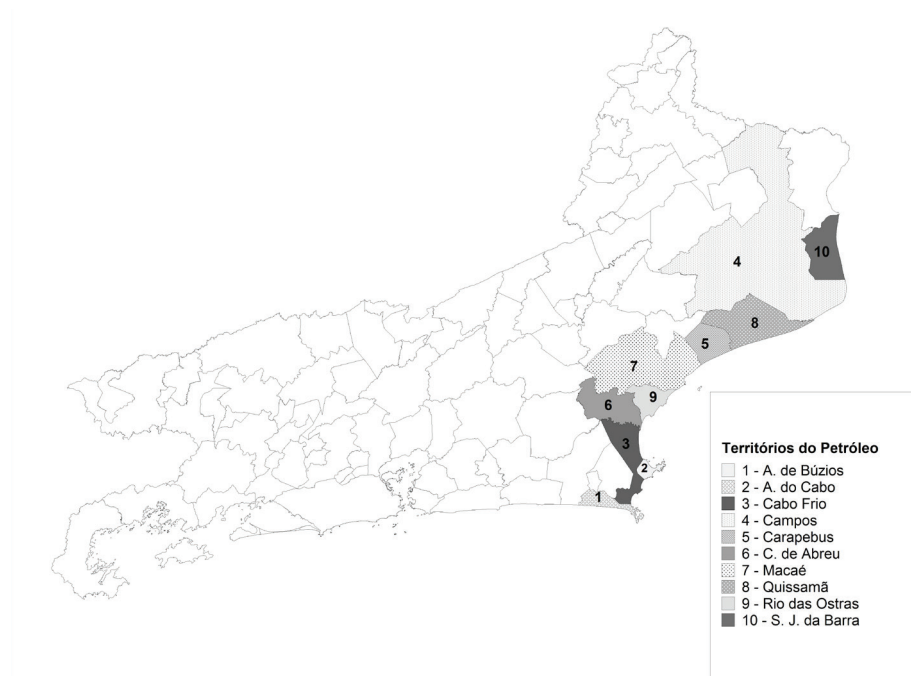 10
4
8
5
7
9
6
3
2
1
Territórios do Petróleo
1 - A. de Búzios
2 - A. do Cabo
3 - Cabo Frio
4 - Campos
5 - Carapebus
6 - C. de Abreu
7 - Macaé
8 - Quissamã
9 - Rio das Ostras
10 - S. J. da Barra